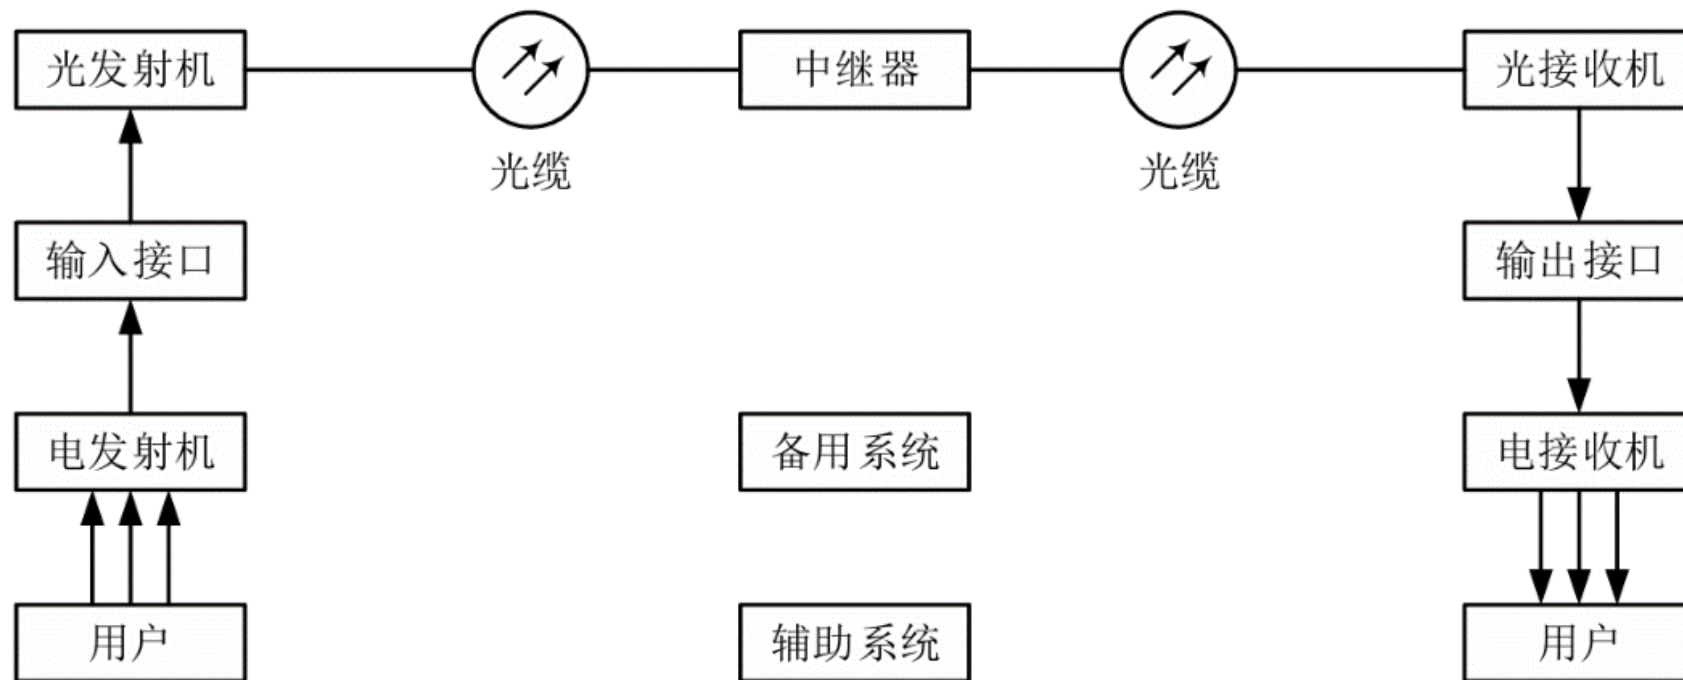 光发射机
中继器
光接收机
光缆
光缆
输入接口
输出接口
电发射机
备用系统
电接收机
用户
辅助系统
用户